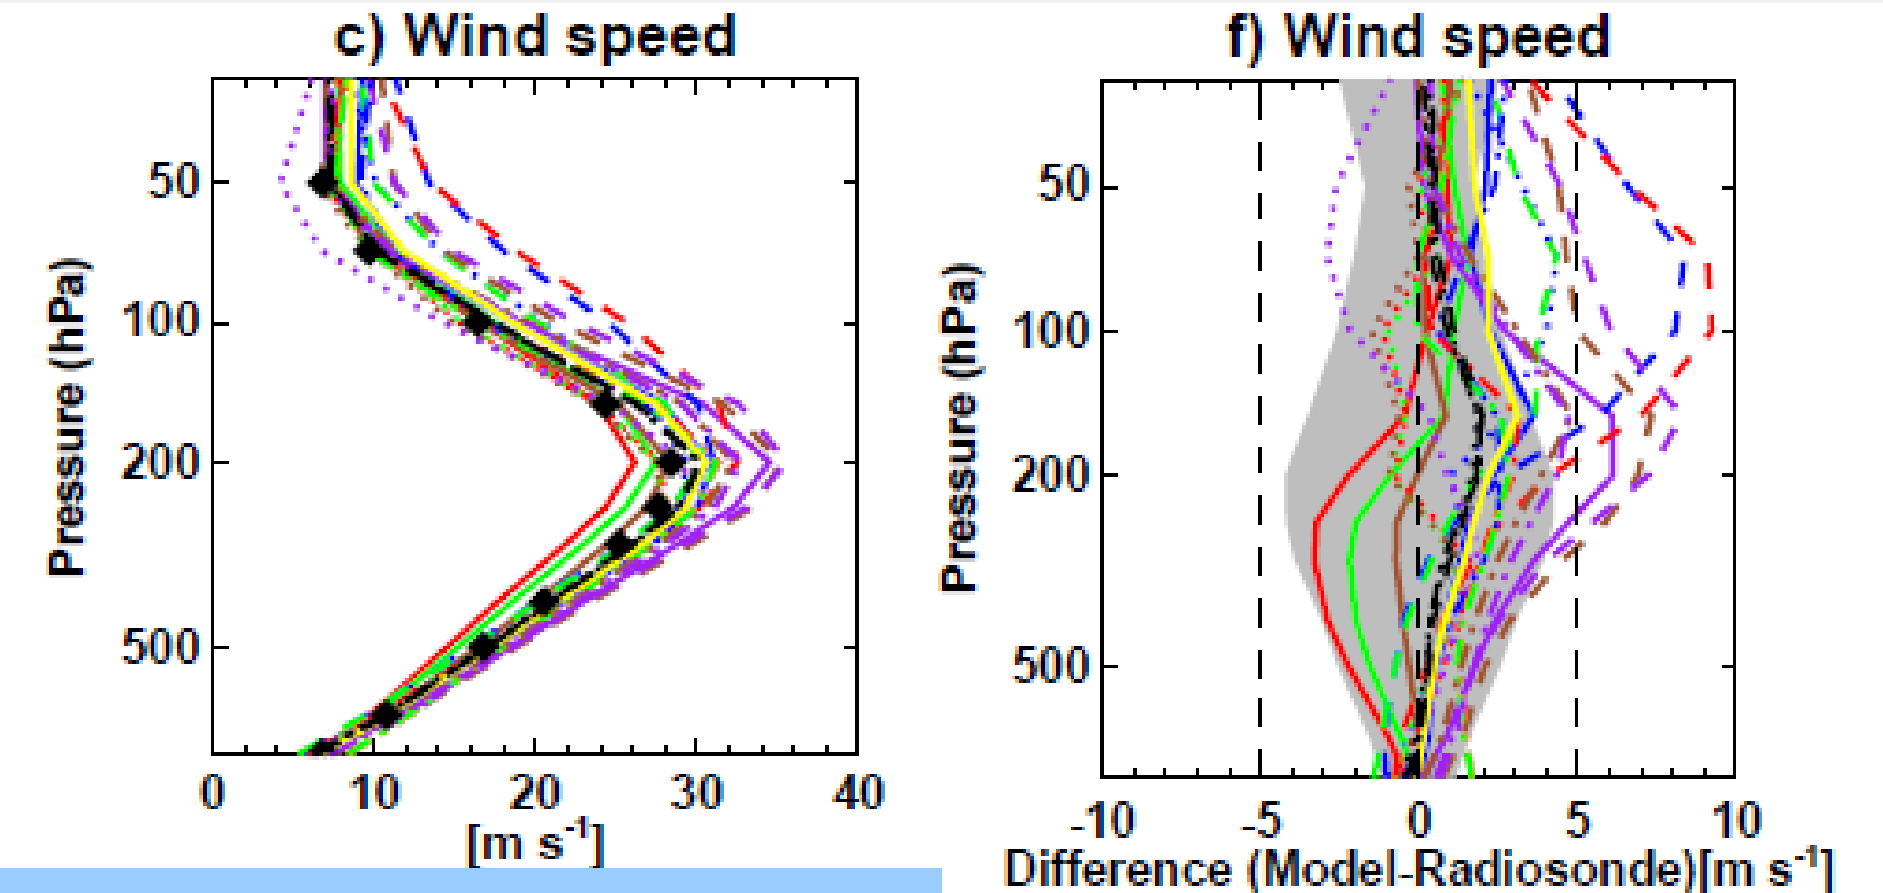 c) Wind speed
50
100
200
500
Pressure (hPa)
0 10 20 30 40
[m s⁻¹]
f) Wind speed
50
100
200
500
Pressure (hPa)
-10 -5 0 5 10
Difference (Model-Radiosonde)[m s⁻¹]